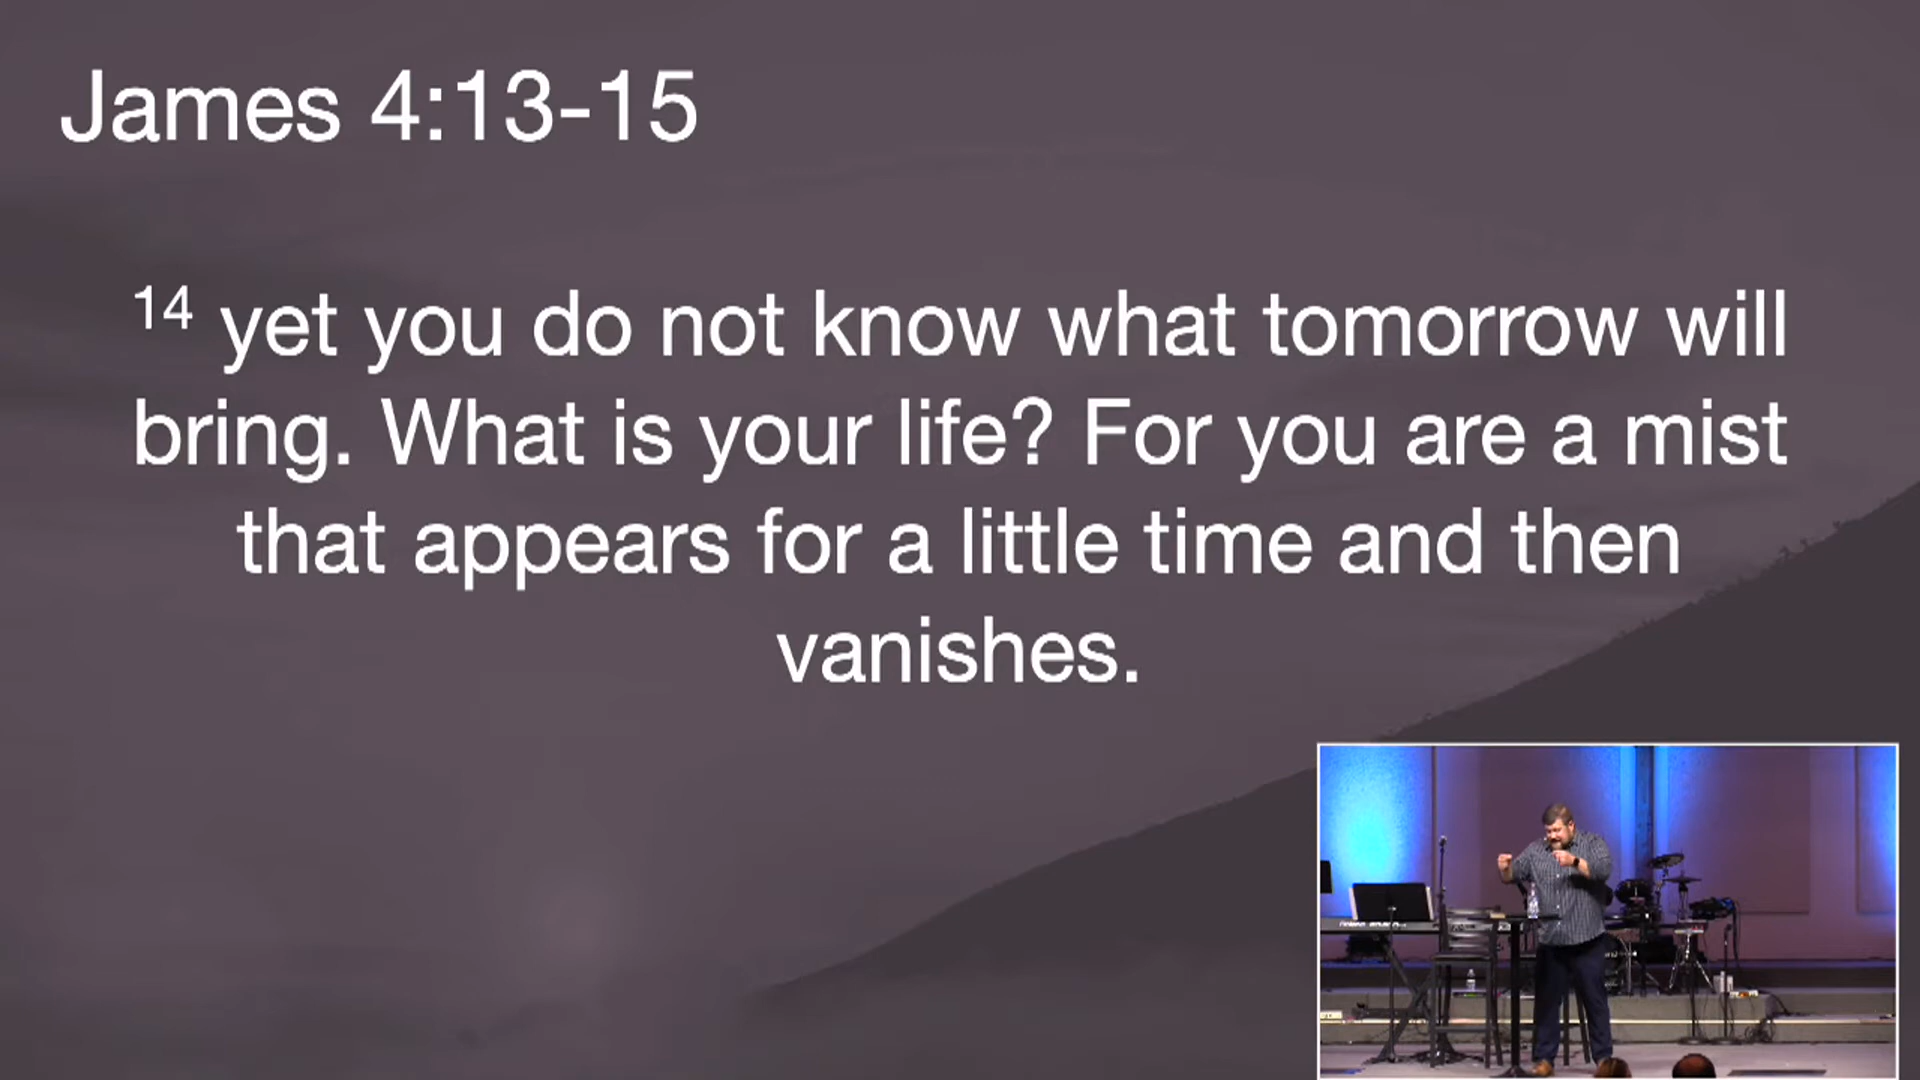 James 4:13-15
14 yet you do not know what tomorrow will
bring. What is your life? For you are a mist
that appears for a little time and then
vanishes.